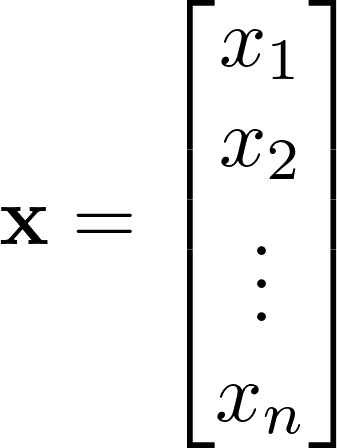 x₁
x₂
x =
⋮
xₙ